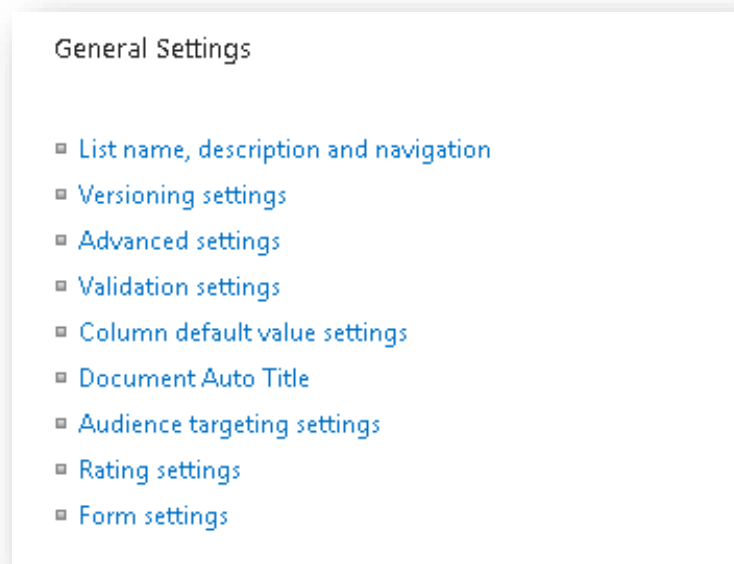 General Settings
List name, description and navigation
Versioning settings
Advanced settings
Validation settings
Column default value settings
Document Auto Title
Audience targeting settings
Rating settings
Form settings